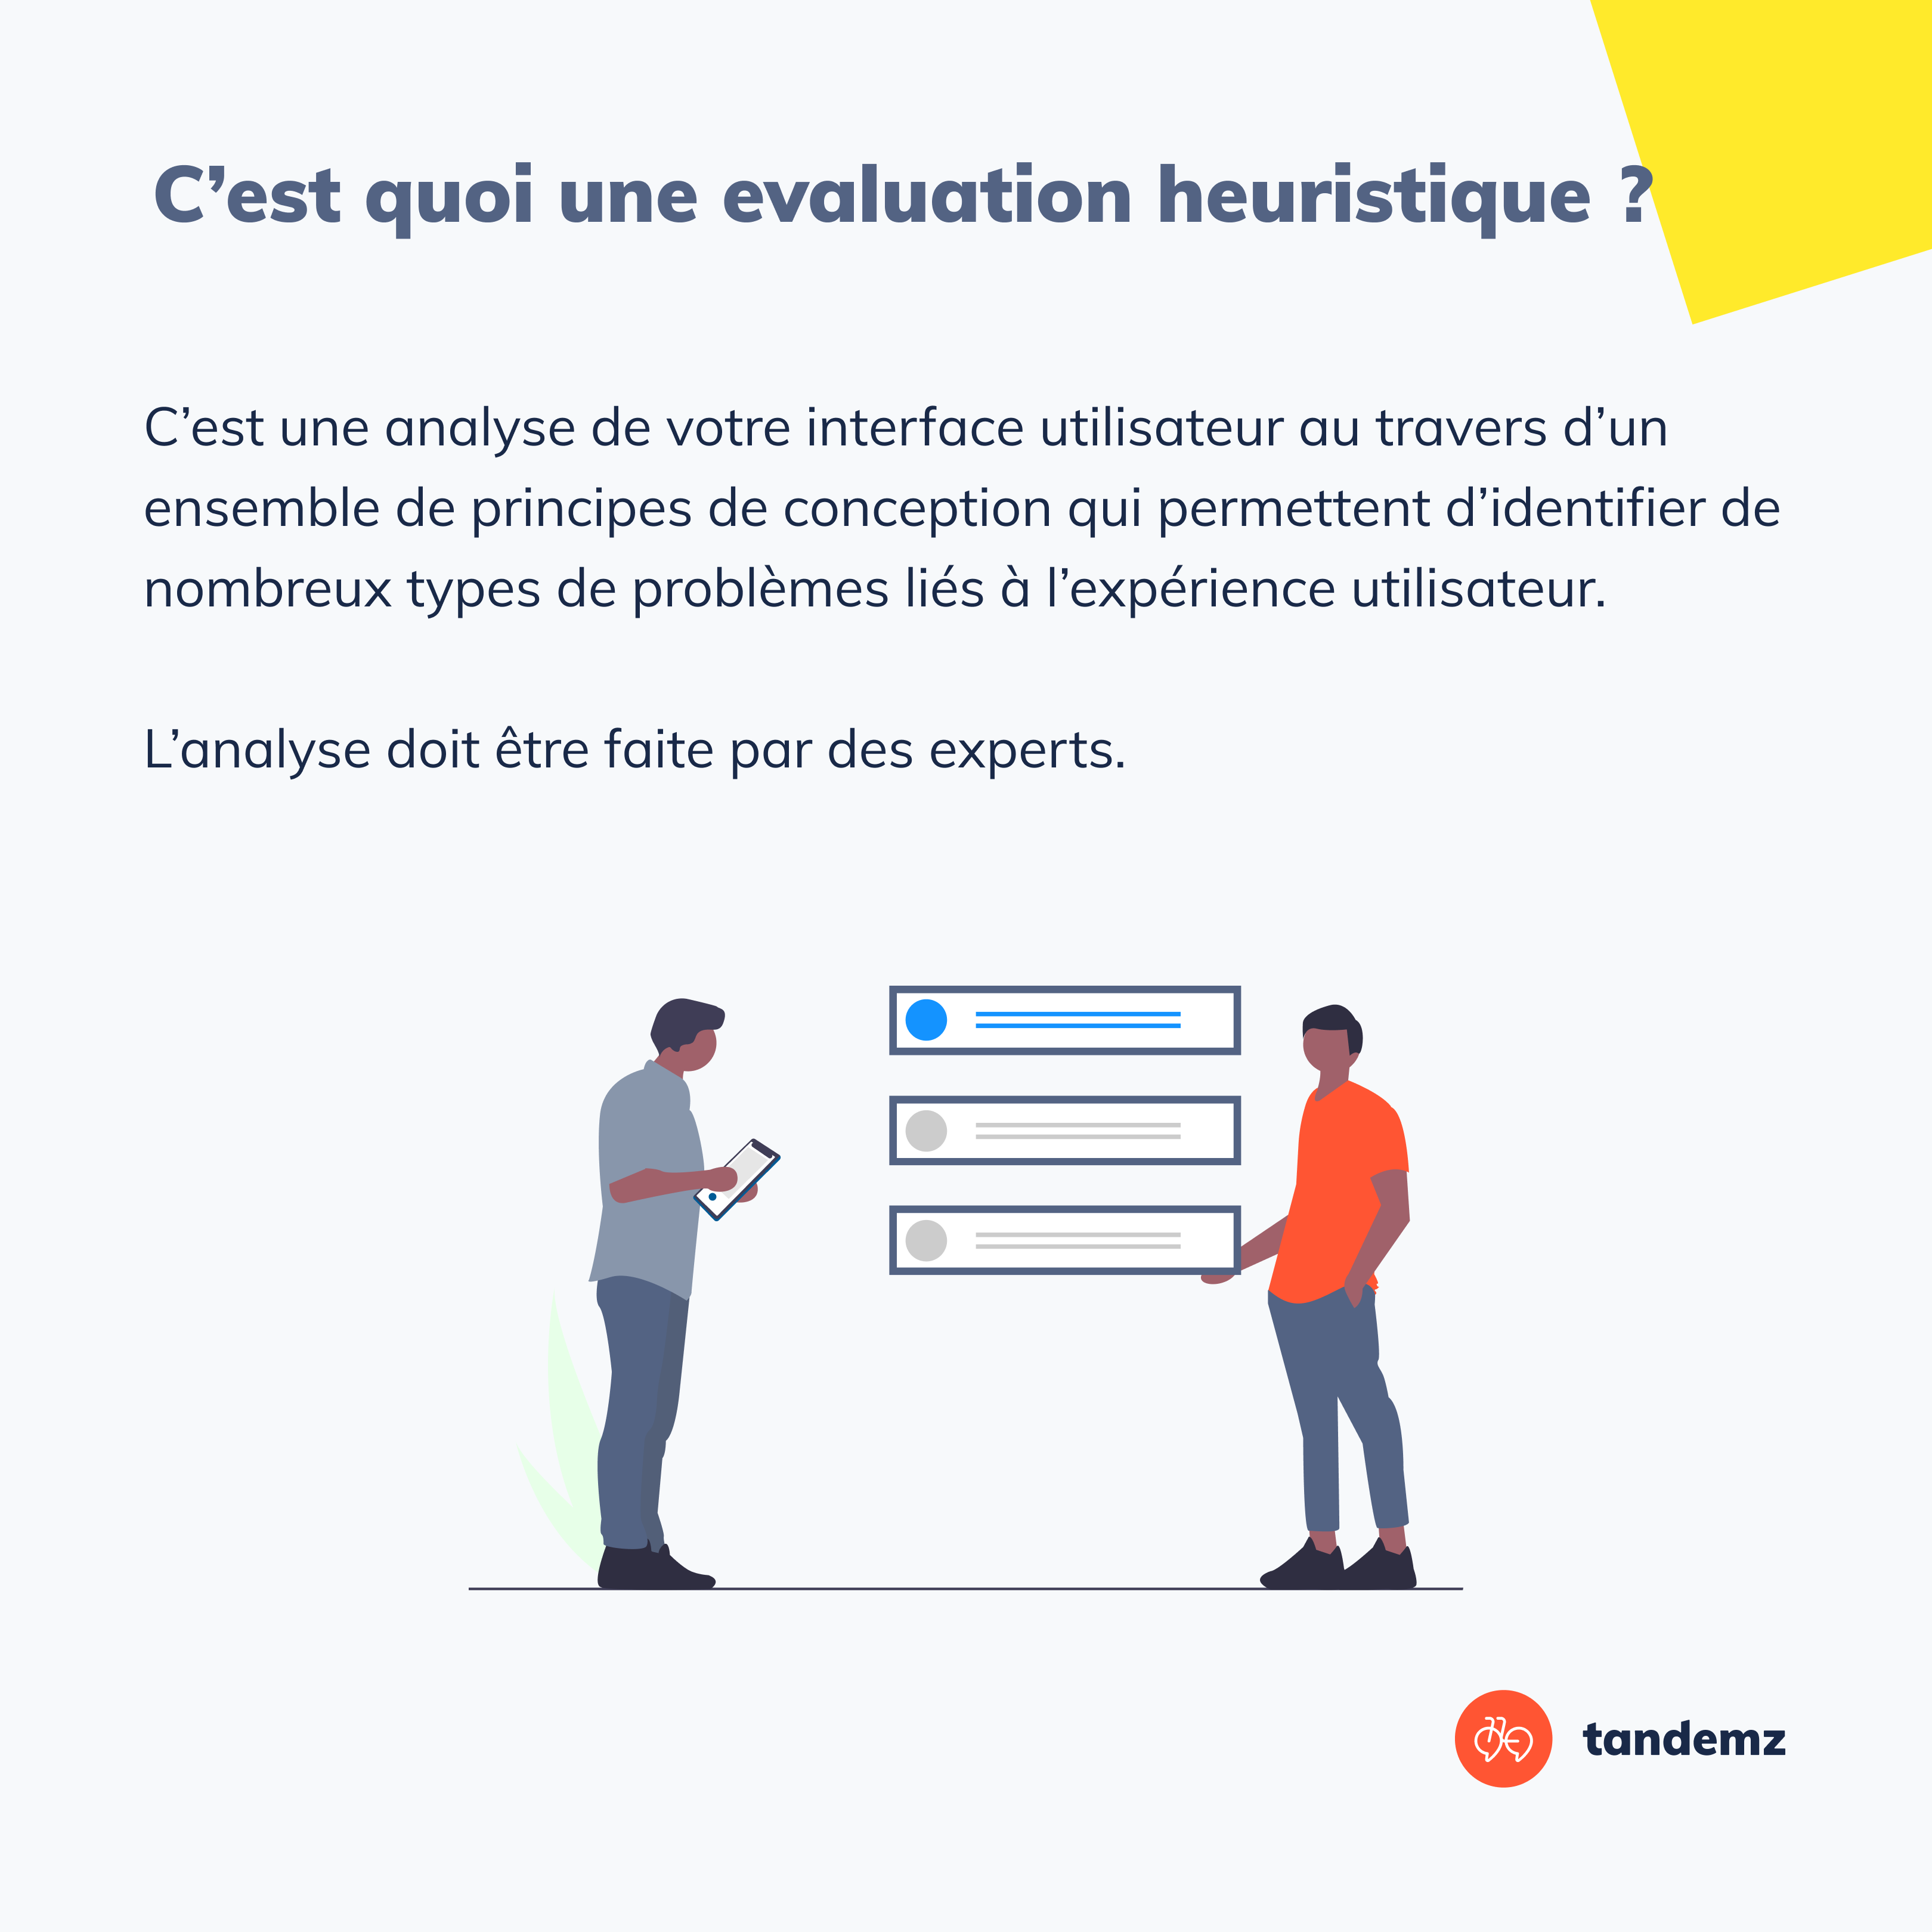 C’est quoi une evaluation heuristique ?
C’est une analyse de votre interface utilisateur au travers d’un
ensemble de principes de conception qui permettent d’identifier de
nombreux types de problèmes liés à l’expérience utilisateur.
L’analyse doit être faite par des experts.
tandemz